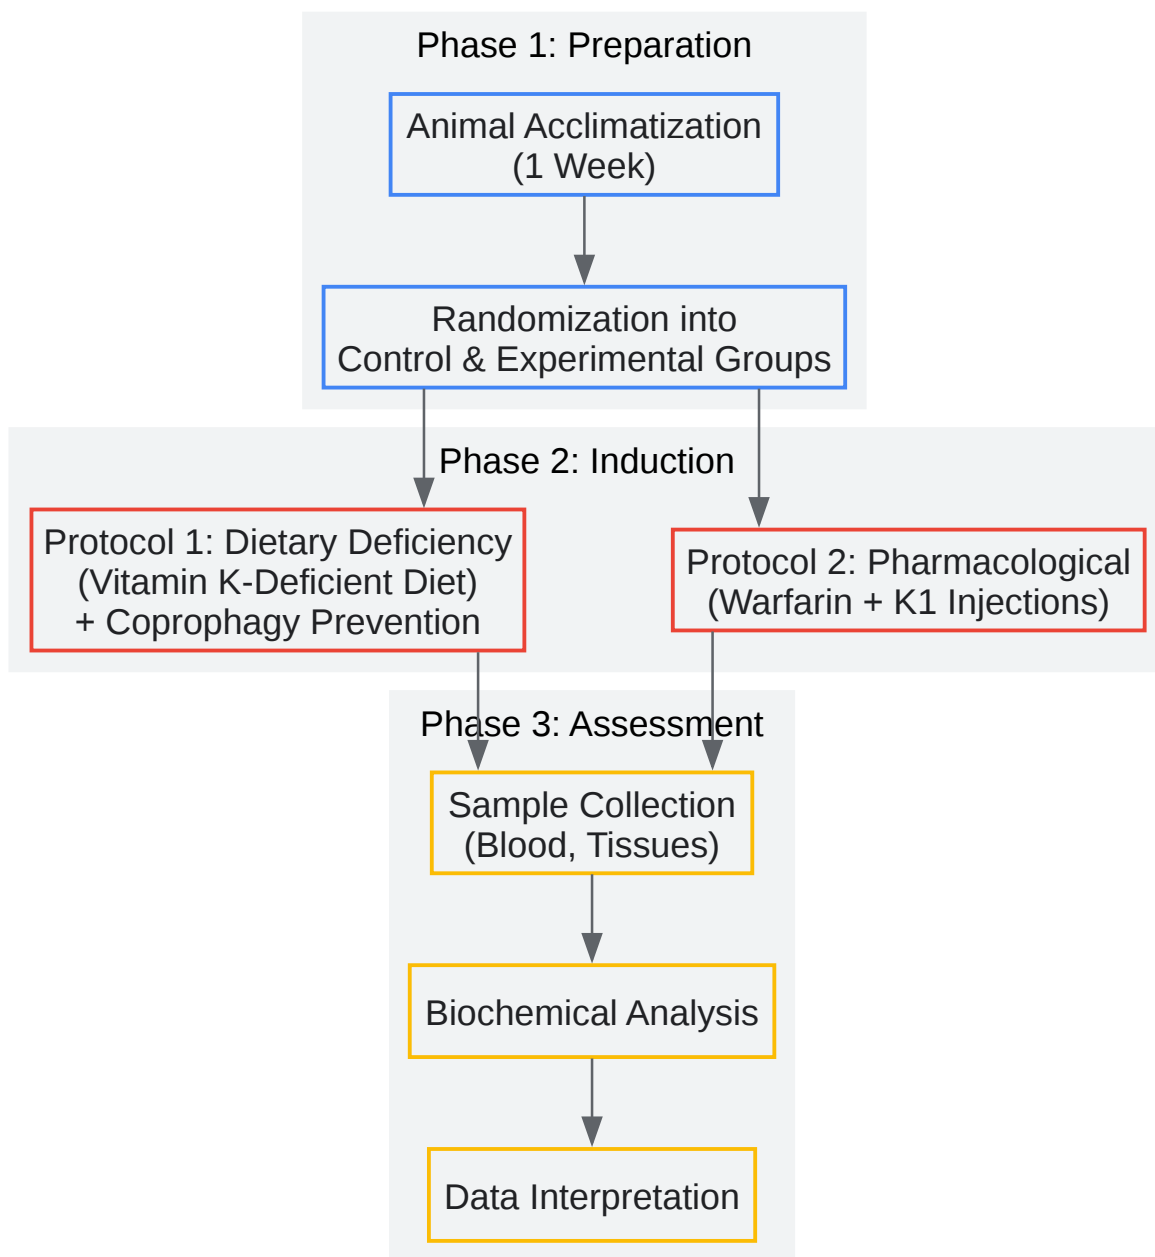 Phase 1: Preparation
Animal Acclimatization
(1 Week)
Randomization into
Control & Experimental Groups
Phase 2: Induction
Protocol 1: Dietary Deficiency
(Vitamin K-Deficient Diet)
+ Coprophagy Prevention
Protocol 2: Pharmacological
(Warfarin + K1 Injections)
Phase 3: Assessment
Sample Collection
(Blood, Tissues)
Biochemical Analysis
Data Interpretation